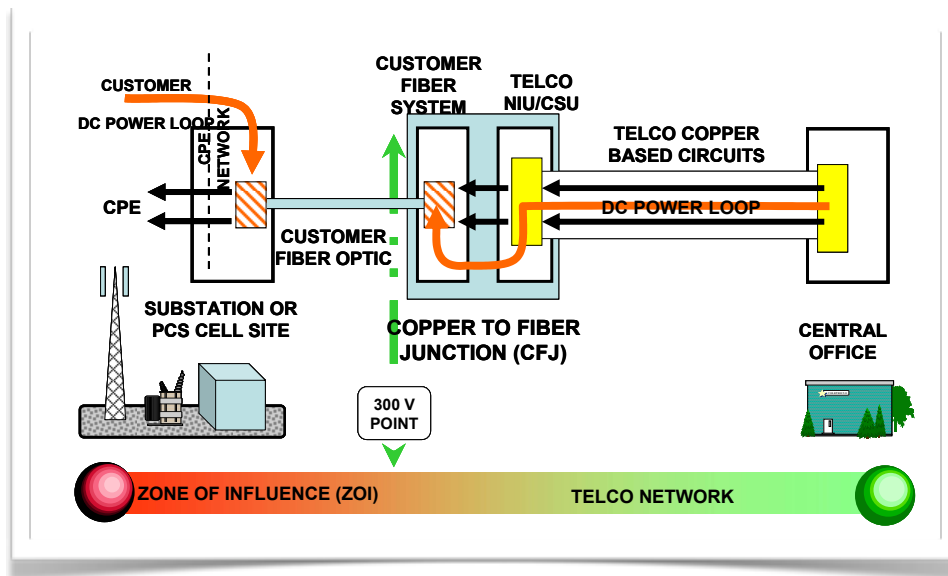 CUSTOMER
DC POWER LOOP
CPE
NETWORK
CPE
CUSTOMER
FIBER
SYSTEM
TELCO
NIU/CSU
TELCO COPPER
BASED CIRCUITS
DC POWER LOOP
CUSTOMER
FIBER OPTIC
SUBSTATION OR
PCS CELL SITE
COPPER TO FIBER
JUNCTION (CFJ)
CENTRAL
OFFICE
300 V
POINT
ZONE OF INFLUENCE (ZOI)
TELCO NETWORK